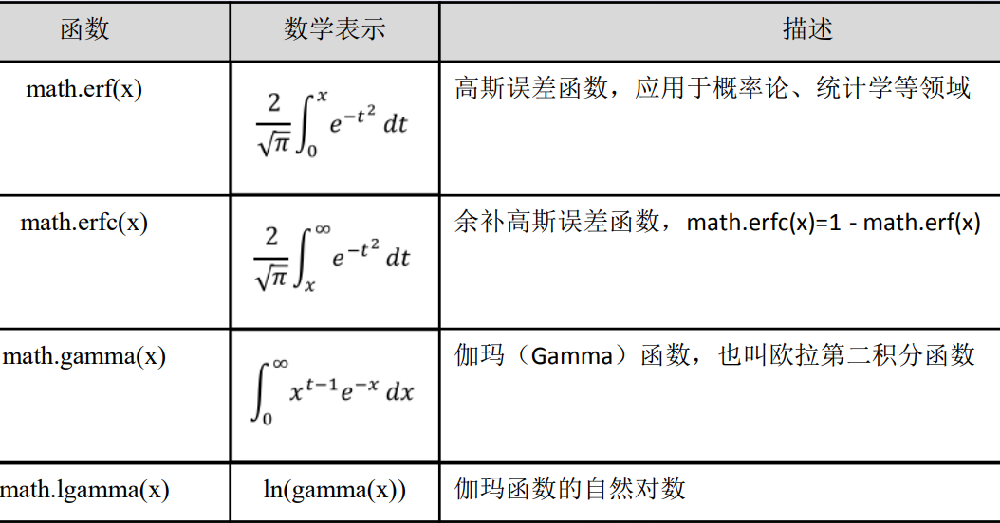 函数 数学表示 描述
math.erf(x) $\frac{2}{\sqrt{\pi}}\int_0^x e^{-t^2}\,dt$ 高斯误差函数，应用于概率论、统计学等领域
math.erfc(x) $\frac{2}{\sqrt{\pi}}\int_x^\infty e^{-t^2}\,dt$ 余补高斯误差函数，math.erfc(x)=1 - math.erf(x)
math.gamma(x) $\int_0^\infty x^{t-1}e^{-x}\,dx$ 伽玛（Gamma）函数，也叫欧拉第二积分函数
math.lgamma(x) ln(gamma(x)) 伽玛函数的自然对数